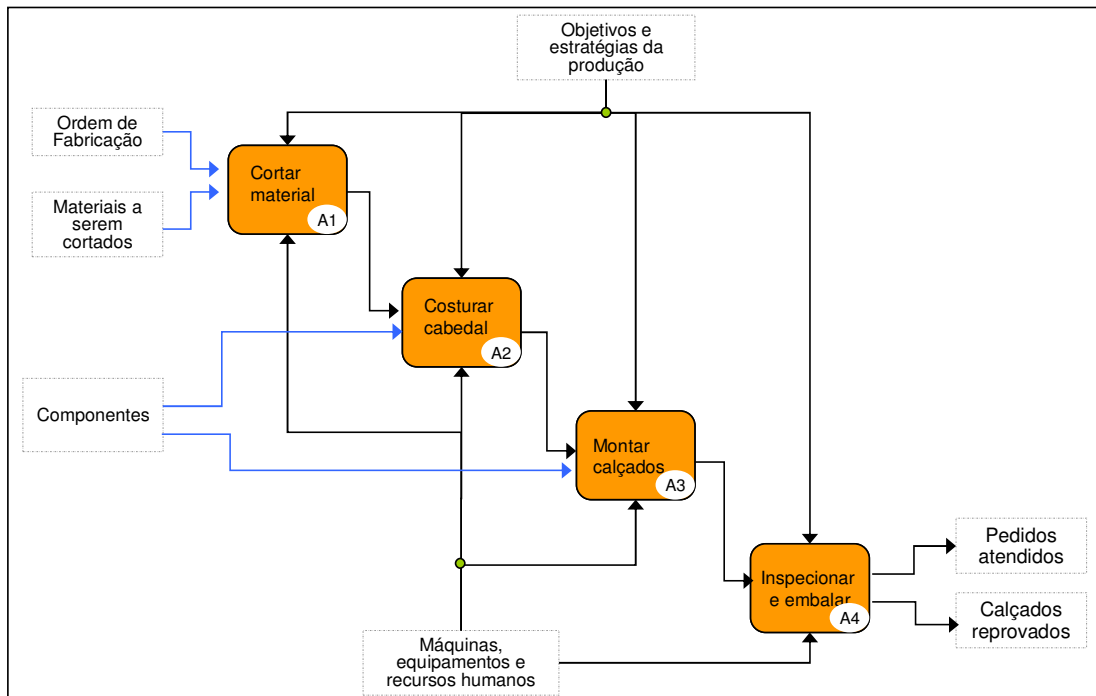 Objetivos e
estratégias da
produção
Ordem de
Fabricação
Cortar
material
A1
Materiais a
serem
cortados
Costurar
cabedal
A2
Componentes
Montar
calçados
A3
Pedidos
atendidos
Inspecionar
e embalar
A4
Calçados
reprovados
Máquinas,
equipamentos e
recursos humanos